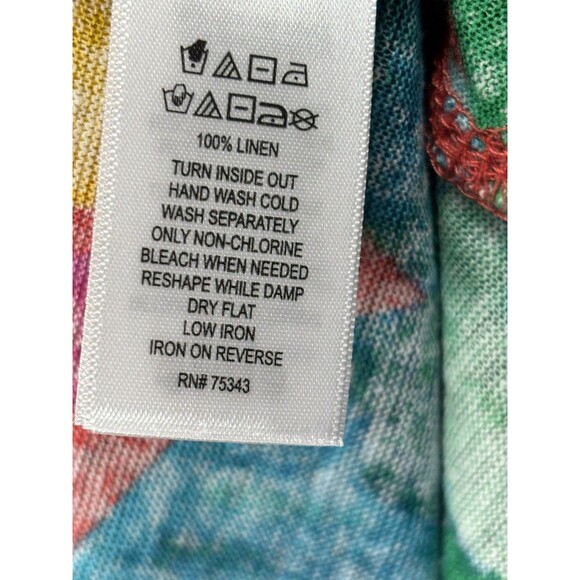 100% LINEN
TURN INSIDE OUT
HAND WASH COLD
WASH SEPARATELY
ONLY NON-CHLORINE
BLEACH WHEN NEEDED
RESHAPE WHILE DAMP
DRY FLAT
LOW IRON
IRON ON REVERSE
RN# 75343